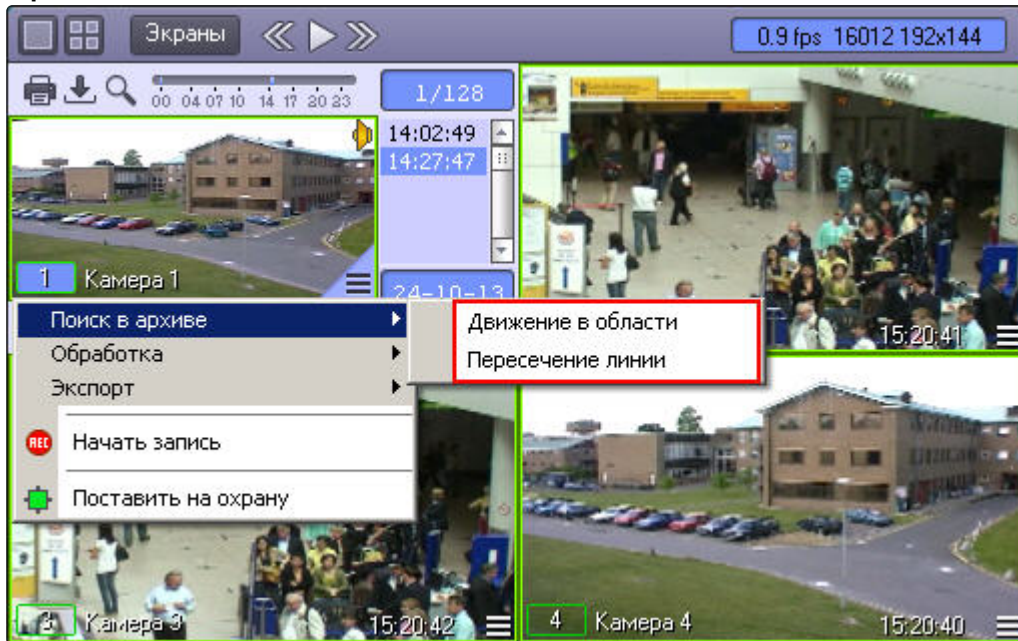 Экраны
0.9 fps 16012 192x144
00 04 07 10 14 17 20 23
1/128
14:02:49
14:27:47
1 Камера 1
24-10-13
Поиск в архиве
Движение в области
Обработка
Пересечение линии
15:20:41
Экспорт
REC Начать запись
Поставить на охрану
3 Камера 3
15:20:42
4 Камера 4
15:20:40